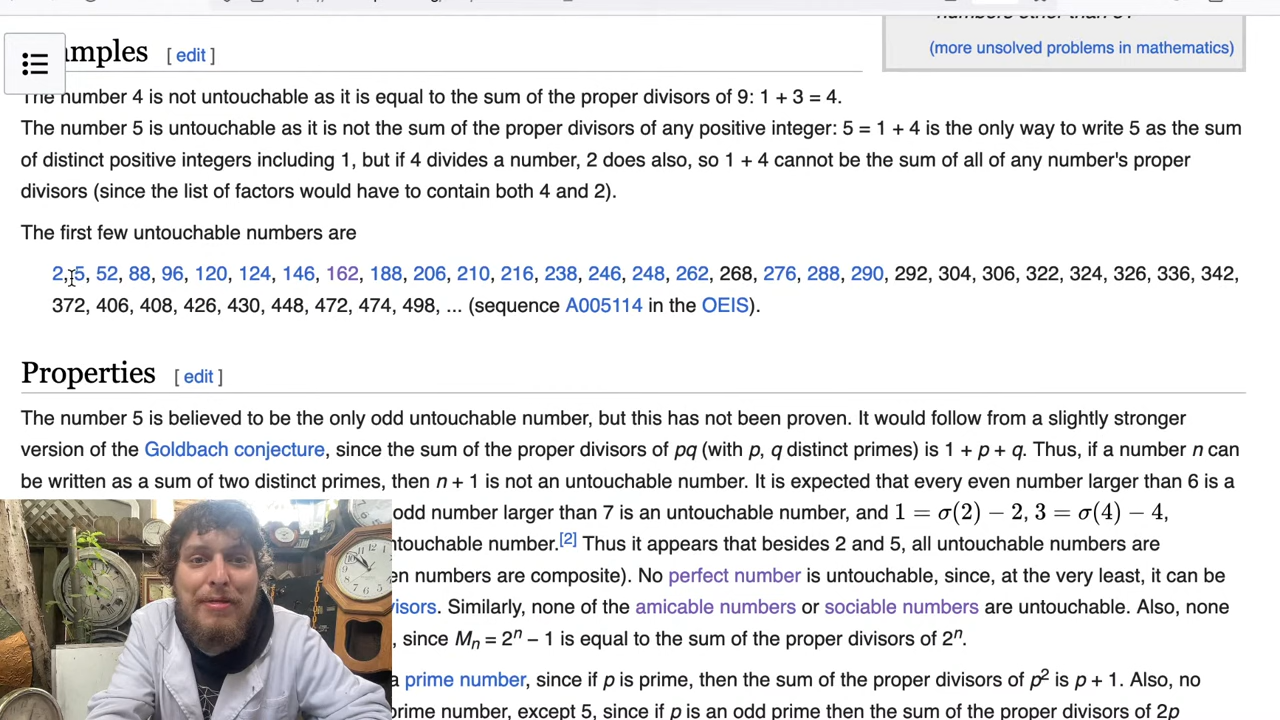 numbers other than 5?
(more unsolved problems in mathematics)
amples [ edit ]
The number 4 is not untouchable as it is equal to the sum of the proper divisors of 9: 1 + 3 = 4.
The number 5 is untouchable as it is not the sum of the proper divisors of any positive integer: 5 = 1 + 4 is the only way to write 5 as the sum
of distinct positive integers including 1, but if 4 divides a number, 2 does also, so 1 + 4 cannot be the sum of all of any number's proper
divisors (since the list of factors would have to contain both 4 and 2).
The first few untouchable numbers are
2, 5, 52, 88, 96, 120, 124, 146, 162, 188, 206, 210, 216, 238, 246, 248, 262, 268, 276, 288, 290, 292, 304, 306, 322, 324, 326, 336, 342,
372, 406, 408, 426, 430, 448, 472, 474, 498, ... (sequence A005114 in the OEIS).
Properties [ edit ]
The number 5 is believed to be the only odd untouchable number, but this has not been proven. It would follow from a slightly stronger
version of the Goldbach conjecture, since the sum of the proper divisors of pq (with p, q distinct primes) is 1 + p + q. Thus, if a number n can
be written as a sum of two distinct primes, then n + 1 is not an untouchable number. It is expected that every even number larger than 6 is a
odd number larger than 7 is an untouchable number, and 1 = σ(2) − 2, 3 = σ(4) − 4,
ntouchable number.[2] Thus it appears that besides 2 and 5, all untouchable numbers are
en numbers are composite). No perfect number is untouchable, since, at the very least, it can be
visors. Similarly, none of the amicable numbers or sociable numbers are untouchable. Also, none
, since Mn = 2n − 1 is equal to the sum of the proper divisors of 2n.
a prime number, since if p is prime, then the sum of the proper divisors of p2 is p + 1. Also, no
prime number, except 5, since if p is an odd prime then the sum of the proper divisors of 2p